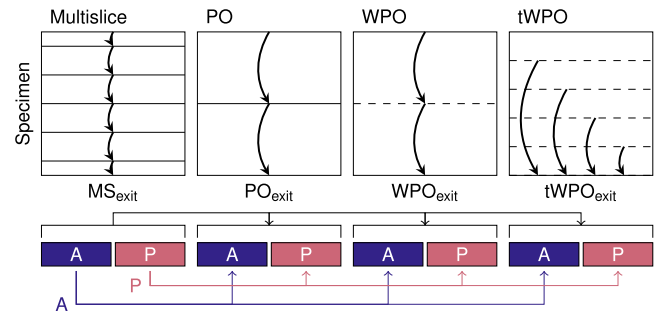 Multislice PO WPO tWPO
Specimen
MSexit POexit WPOexit tWPOexit
A P A P A P A P
P
A